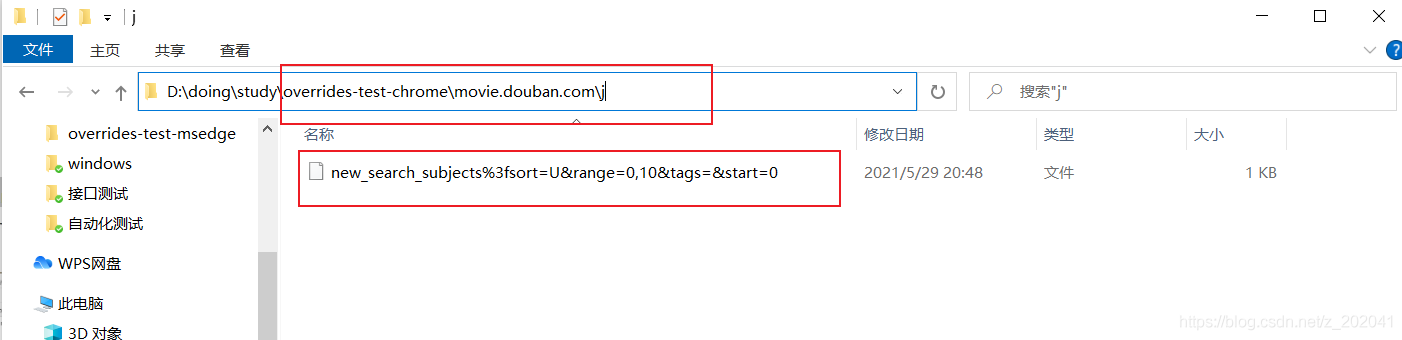 j
文件 主页 共享 查看
D:\doing\study\overrides-test-chrome\movie.douban.com\j 搜索"j"
名称 修改日期 类型 大小
overrides-test-msedge
windows
new_search_subjects%3fsort=U&range=0,10&tags=&start=0 2021/5/29 20:48 文件 1 KB
接口测试
自动化测试
WPS网盘
此电脑
3D 对象
https://blog.csdn.net/z_202041